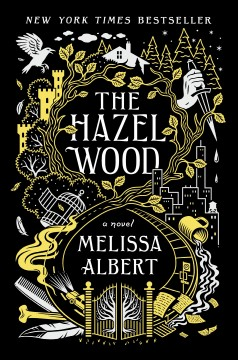 NEW YORK TIMES BESTSELLER
THE
HAZEL
WOOD
a novel
MELISSA
ALBERT